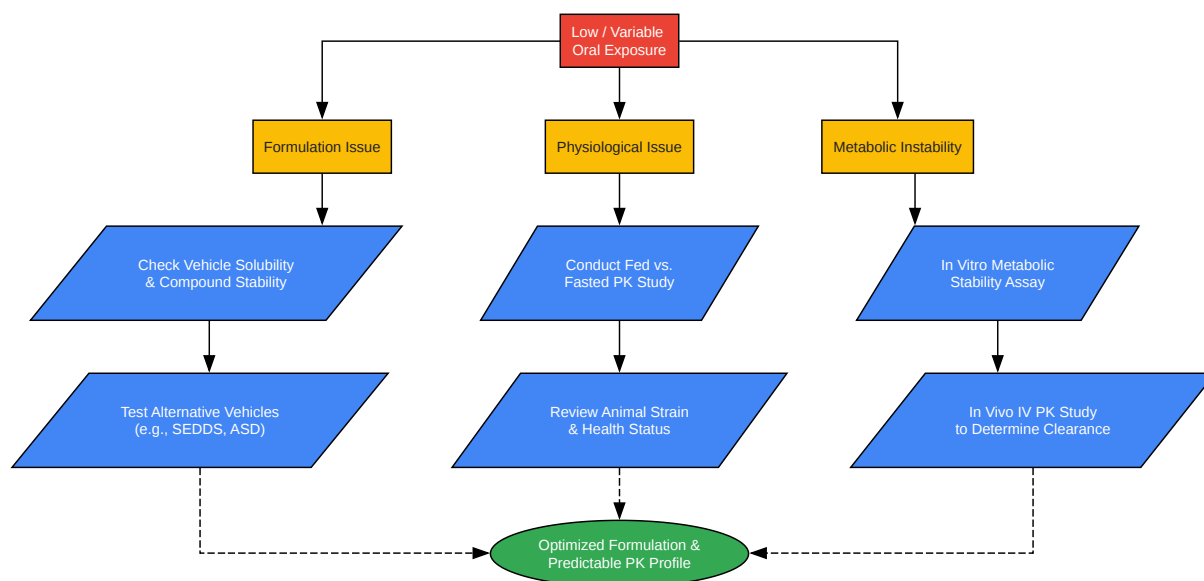 Low / Variable
Oral Exposure
Formulation Issue
Physiological Issue
Metabolic Instability
Check Vehicle Solubility
& Compound Stability
Conduct Fed vs.
Fasted PK Study
In Vitro Metabolic
Stability Assay
Test Alternative Vehicles
(e.g., SEDDS, ASD)
Review Animal Strain
& Health Status
In Vivo IV PK Study
to Determine Clearance
Optimized Formulation &
Predictable PK Profile